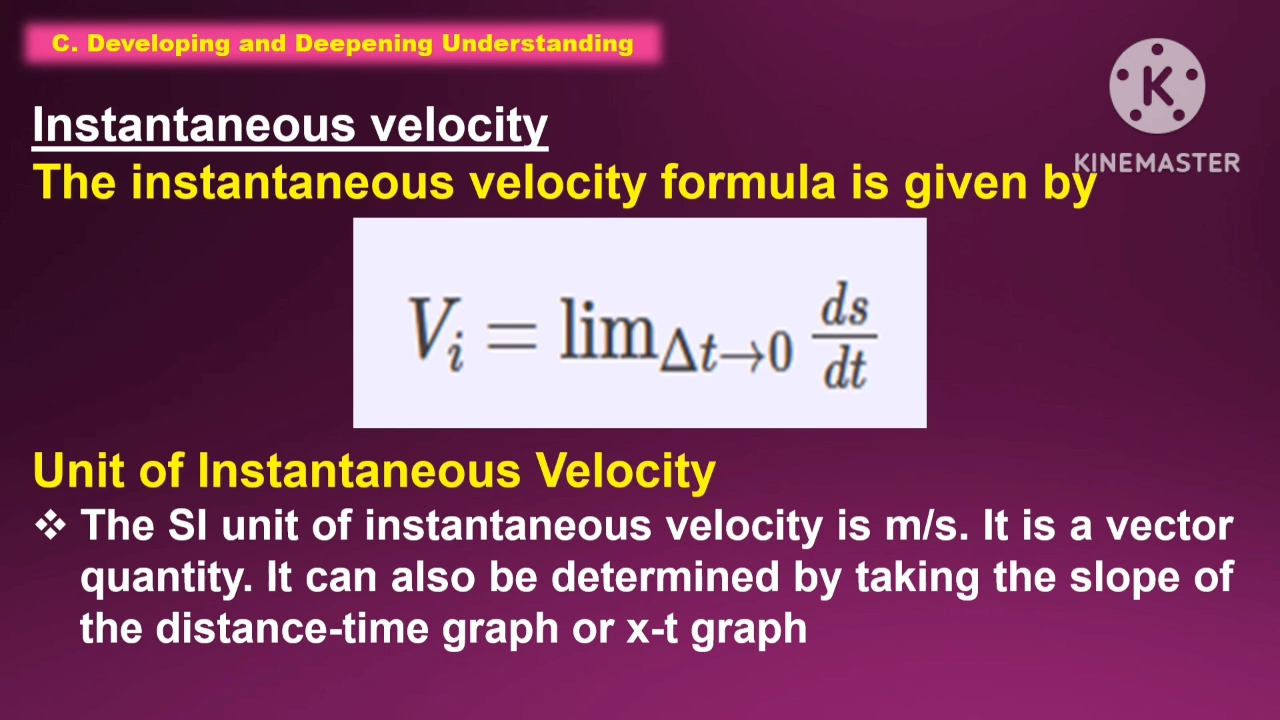 C. Developing and Deepening Understanding
K
KINEMASTER
Instantaneous velocity
The instantaneous velocity formula is given by
V_i = lim_{Δt→0} ds/dt
Unit of Instantaneous Velocity
❖ The SI unit of instantaneous velocity is m/s. It is a vector
quantity. It can also be determined by taking the slope of
the distance-time graph or x-t graph